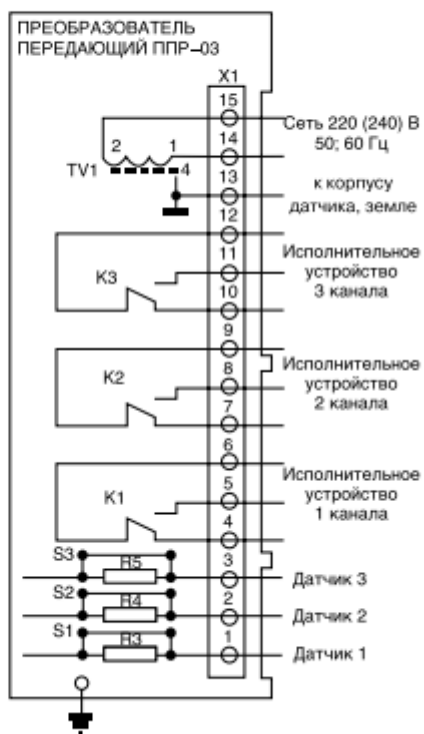 ПРЕОБРАЗОВАТЕЛЬ
ПЕРЕДАЮЩИЙ ППР–03
X1
15
Сеть 220 (240) В
50; 60 Гц
14
2 1
TV1
4
13
к корпусу
датчика, земле
12
11
Исполнительное
устройство
3 канала
K3
10
9
8
Исполнительное
устройство
2 канала
K2
7
6
5
Исполнительное
устройство
1 канала
K1
4
S3
R5
3
Датчик 3
S2
R4
2
Датчик 2
S1
R3
1
Датчик 1